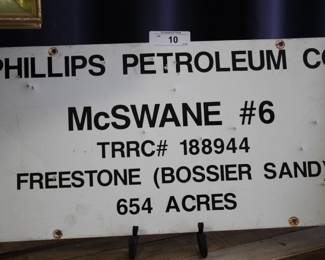 10
PHILLIPS PETROLEUM CO
McSWANE #6
TRRC# 188944
FREESTONE (BOSSIER SAND)
654 ACRES